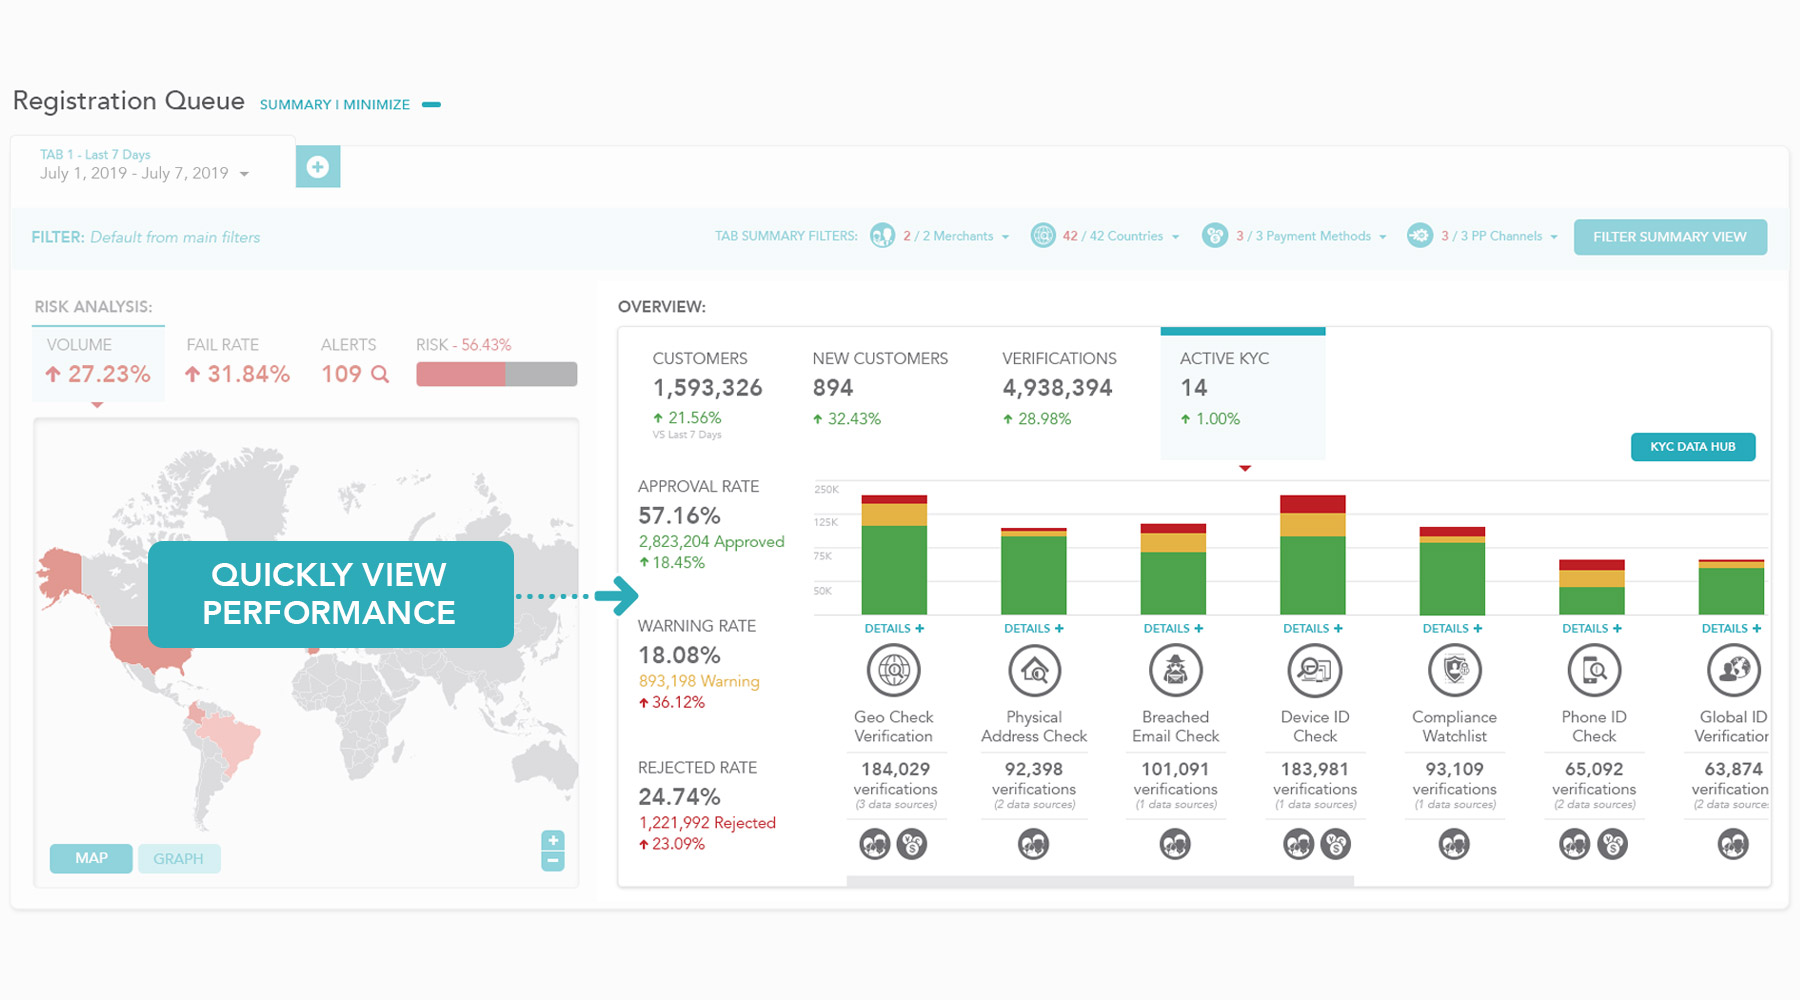 Registration Queue SUMMARY | MINIMIZE
TAB 1 - Last 7 Days
July 1, 2019 - July 7, 2019
FILTER: Default from main filters
TAB SUMMARY FILTERS: 2 / 2 Merchants 42 / 42 Countries 3 / 3 Payment Methods 3 / 3 PP Channels FILTER SUMMARY VIEW
RISK ANALYSIS:
VOLUME FAIL RATE ALERTS RISK - 56.43%
27.23% 31.84% 109
QUICKLY VIEW
PERFORMANCE
MAP GRAPH
OVERVIEW:
CUSTOMERS NEW CUSTOMERS VERIFICATIONS ACTIVE KYC
1,593,326 894 4,938,394 14
21.56% 32.43% 28.98% 1.00%
VS Last 7 Days
KYC DATA HUB
APPROVAL RATE
57.16%
2,823,204 Approved
18.45%
WARNING RATE
18.08%
893,198 Warning
36.12%
REJECTED RATE
24.74%
1,221,992 Rejected
23.09%
250K
125K
75K
50K
DETAILS + DETAILS + DETAILS + DETAILS + DETAILS + DETAILS + DETAILS +
Geo Check Physical Breached Device ID Compliance Phone ID Global ID
Verification Address Check Email Check Check Watchlist Check Verification
184,029 92,398 101,091 183,981 93,109 65,092 63,874
verifications verifications verifications verifications verifications verifications verification
(3 data sources) (2 data sources) (1 data sources) (1 data sources) (1 data sources) (2 data sources) (2 data source